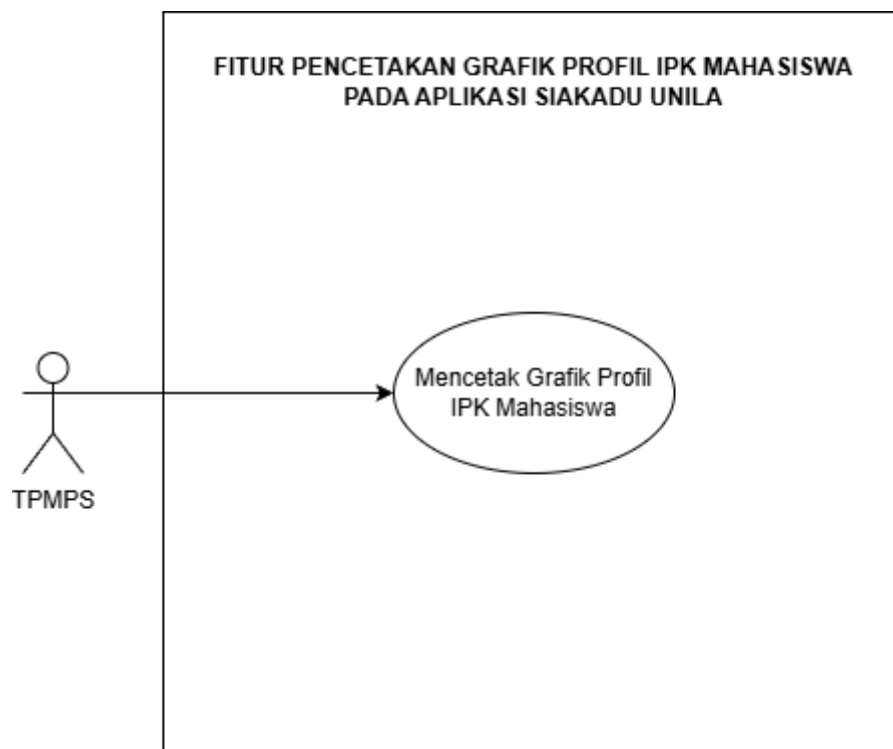 FITUR PENCETAKAN GRAFIK PROFIL IPK MAHASISWA
PADA APLIKASI SIAKADU UNILA
Mencetak Grafik Profil
IPK Mahasiswa
TPMPS